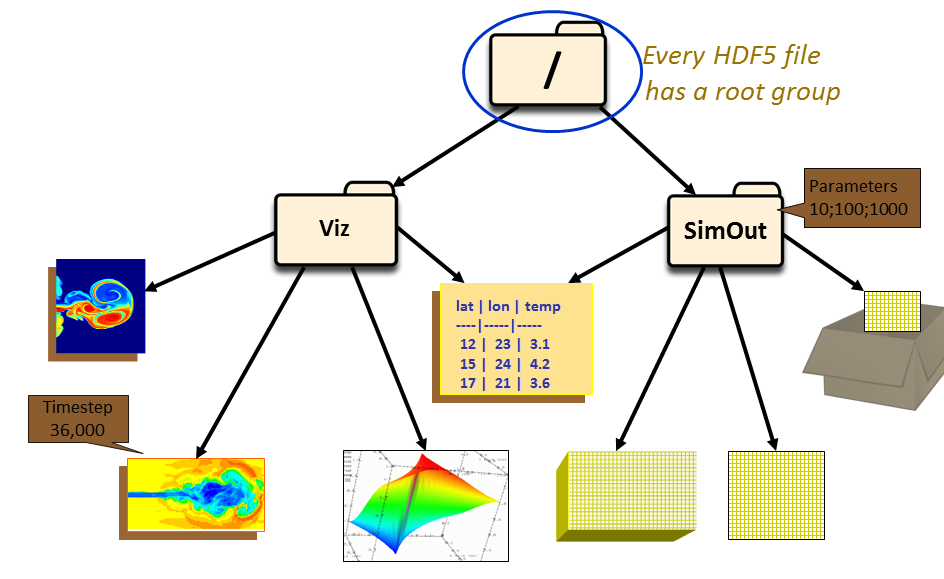 /
Every HDF5 file
has a root group
Viz
SimOut
Parameters
10;100;1000
lat | lon | temp
----|-----|-----
12 | 23 | 3.1
15 | 24 | 4.2
17 | 21 | 3.6
Timestep
36,000